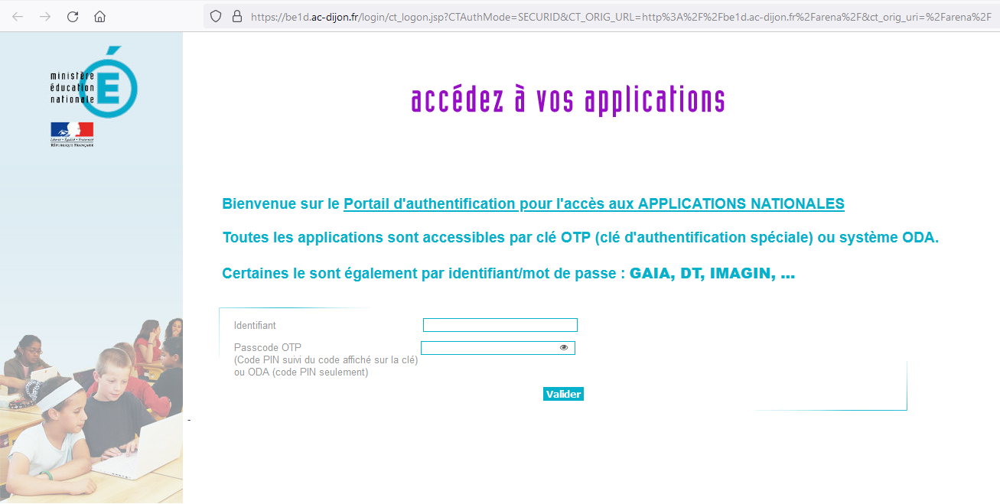 https://be1d.ac-dijon.fr/login/ct_logon.jsp?CTAuthMode=SECURID&CT_ORIG_URL=http%3A%2F%2Fbe1d.ac-dijon.fr%2Farena%2F&ct_orig_uri=%2Farena%2F
ministère
éducation
nationale
É
Liberté • Égalité • Fraternité
RÉPUBLIQUE FRANÇAISE
accédez à vos applications
Bienvenue sur le Portail d'authentification pour l'accès aux APPLICATIONS NATIONALES
Toutes les applications sont accessibles par clé OTP (clé d'authentification spéciale) ou système ODA.
Certaines le sont également par identifiant/mot de passe : GAIA, DT, IMAGIN, ...
Identifiant
Passcode OTP
(Code PIN suivi du code affiché sur la clé)
ou ODA (code PIN seulement)
Valider
-